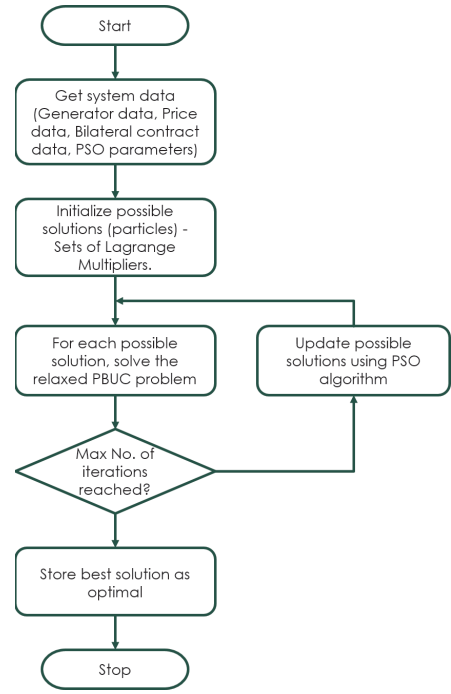 Start
Get system data
(Generator data, Price
data, Bilateral contract
data, PSO parameters)
Initialize possible
solutions (particles) -
Sets of Lagrange
Multipliers.
For each possible
solution, solve the
relaxed PBUC problem
Update possible
solutions using PSO
algorithm
Max No. of
iterations
reached?
Store best solution as
optimal
Stop